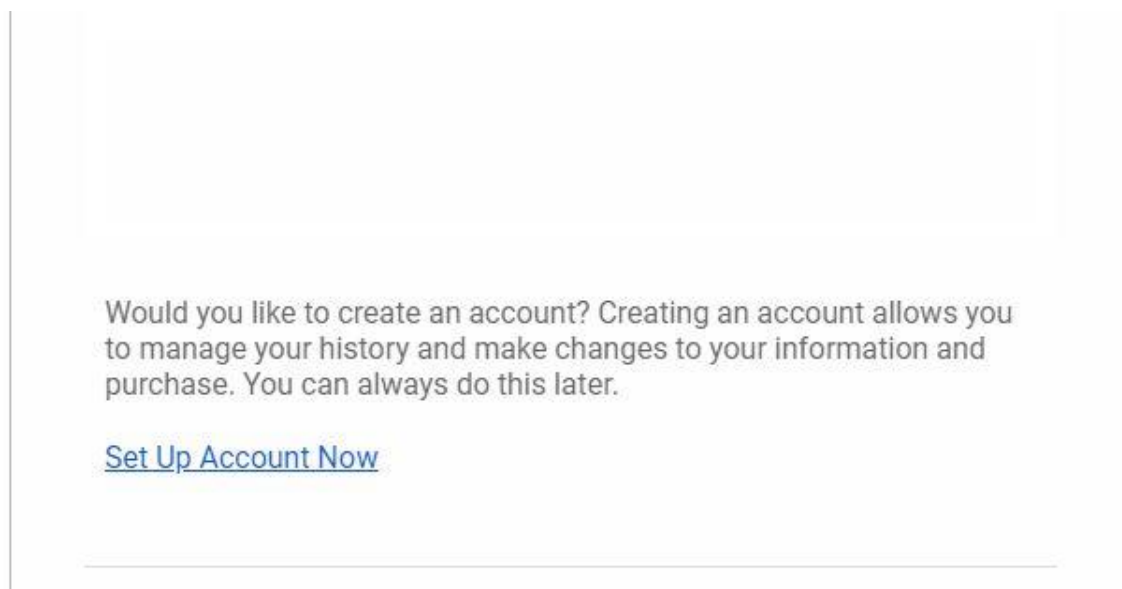 Would you like to create an account? Creating an account allows you
to manage your history and make changes to your information and
purchase. You can always do this later.
Set Up Account Now